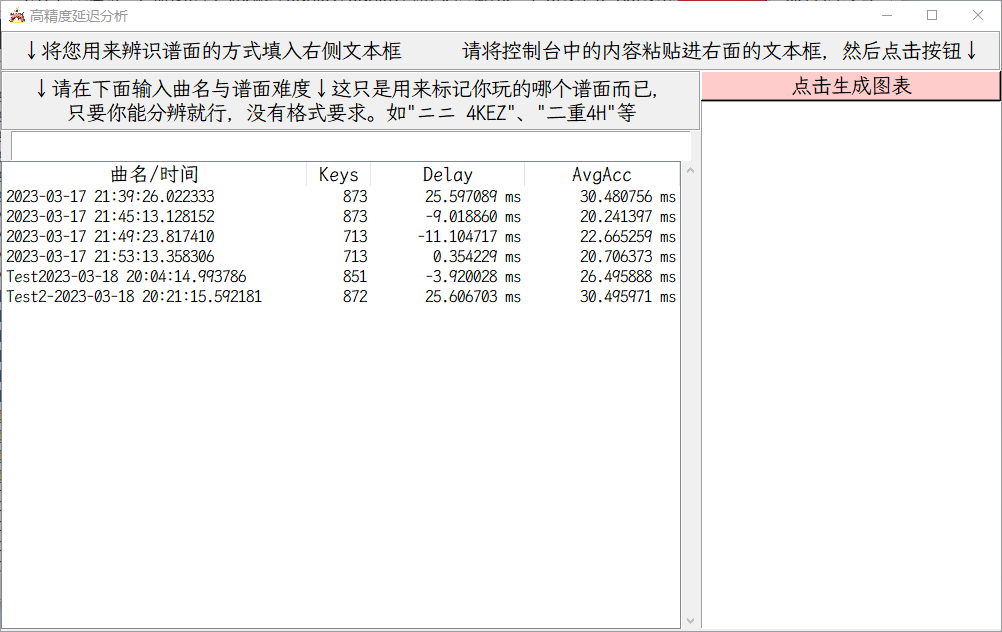 高精度延迟分析
↓将您用来辨识谱面的方式填入右侧文本框 请将控制台中的内容粘贴进右面的文本框，然后点击按钮↓
↓请在下面输入曲名与谱面难度↓这只是用来标记你玩的哪个谱面而已，
只要你能分辨就行，没有格式要求。如"ニニ 4KEZ"、"二重4H"等
点击生成图表
曲名/时间 Keys Delay AvgAcc
2023-03-17 21:39:26.022333 873 25.597089 ms 30.480756 ms
2023-03-17 21:45:13.128152 873 -9.018860 ms 20.241397 ms
2023-03-17 21:49:23.817410 713 -11.104717 ms 22.665259 ms
2023-03-17 21:53:13.358306 713 0.354229 ms 20.706373 ms
Test2023-03-18 20:04:14.993786 851 -3.920028 ms 26.495888 ms
Test2-2023-03-18 20:21:15.592181 872 25.606703 ms 30.495971 ms